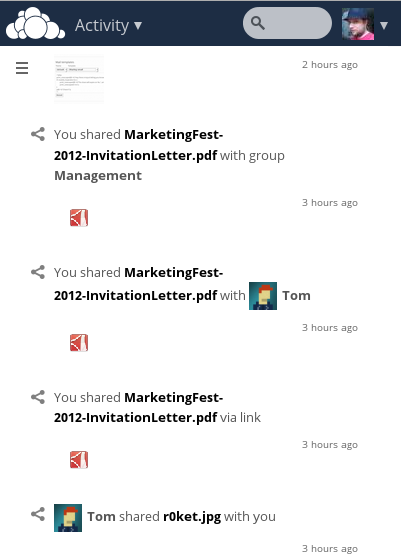 Activity
2 hours ago
You shared MarketingFest-
2012-InvitationLetter.pdf with group
Management
3 hours ago
You shared MarketingFest-
2012-InvitationLetter.pdf with Tom
3 hours ago
You shared MarketingFest-
2012-InvitationLetter.pdf via link
3 hours ago
Tom shared r0ket.jpg with you
3 hours ago